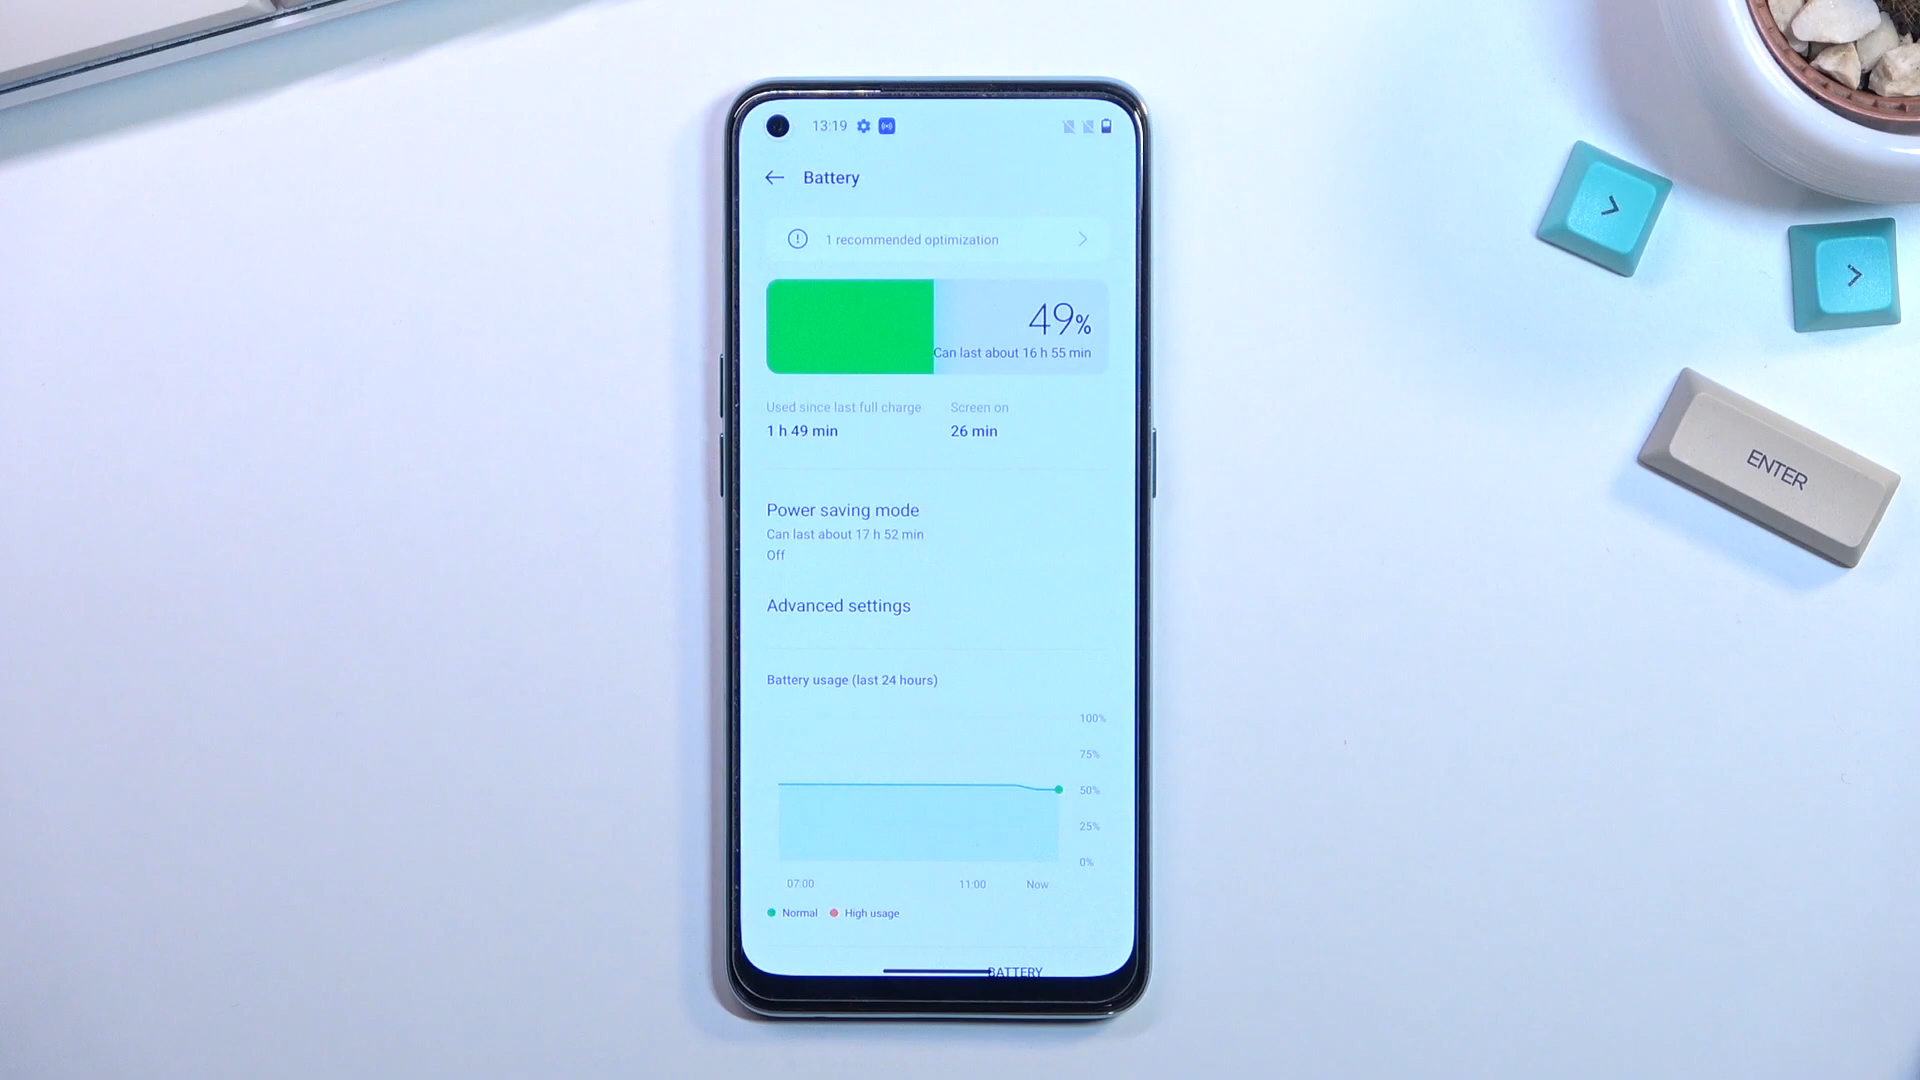 13:19
Battery
1 recommended optimization
49%
Can last about 16 h 55 min
Used since last full charge
Screen on
1 h 49 min
26 min
Power saving mode
Can last about 17 h 52 min
Off
Advanced settings
Battery usage (last 24 hours)
100%
75%
50%
25%
0%
07:00
11:00
Now
Normal
High usage
BATTERY
ENTER